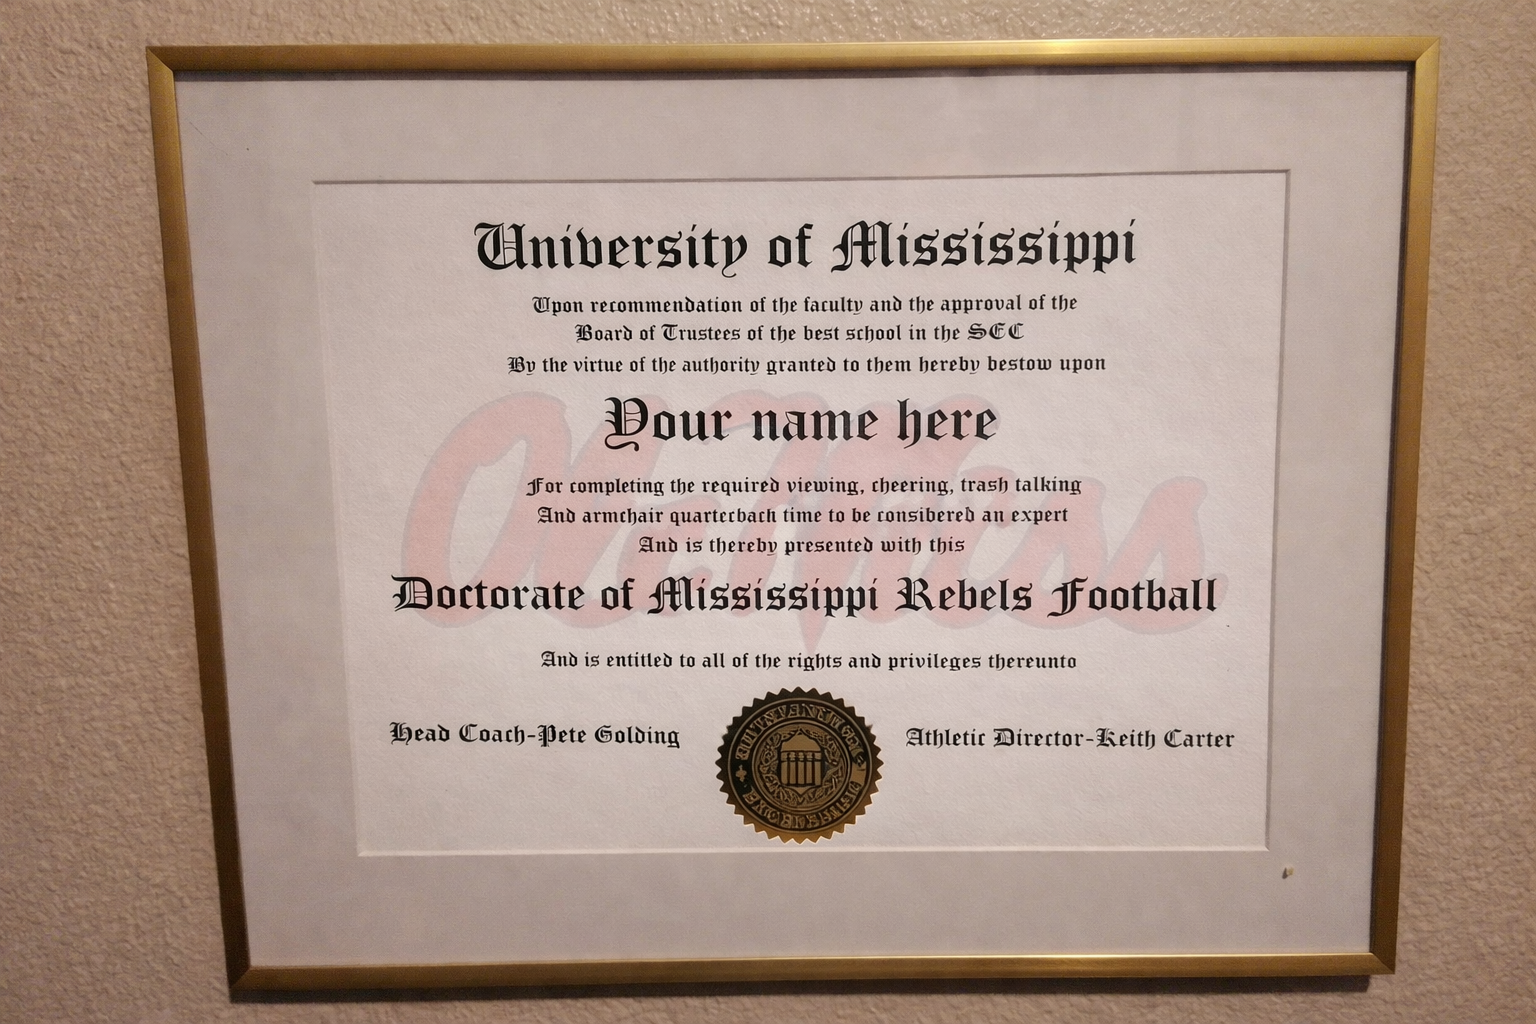 University of Mississippi
Upon recommendation of the faculty and the approval of the
Board of Trustees of the best school in the SEC
By the virtue of the authority granted to them hereby bestow upon
Your name here
For completing the required viewing, cheering, trash talking
And armchair quarterback time to be considered an expert
And is thereby presented with this
Doctorate of Mississippi Rebels Football
And is entitled to all of the rights and privileges thereunto
Head Coach-Pete Golding
Athletic Director-Keith Carter
Ole Miss